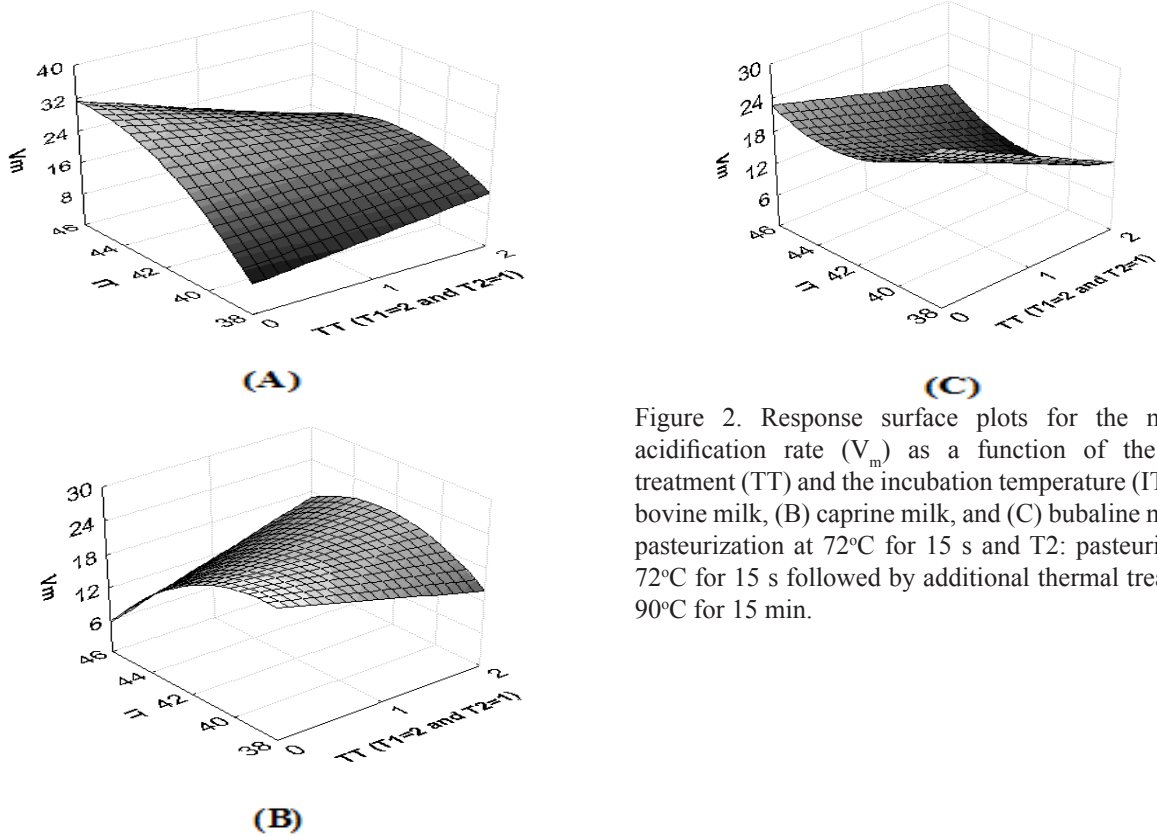 40
32
24
16
8
Vm
46
44
42
40
38
IT
0
1
2
TT (T1=2 and T2=1)
(A)
30
24
18
12
6
Vm
46
44
42
40
38
IT
0
1
2
TT (T1=2 and T2=1)
(C)
30
24
18
12
6
Vm
46
44
42
40
38
IT
0
1
2
TT (T1=2 and T2=1)
(B)
Figure 2. Response surface plots for the m
acidification rate (Vm) as a function of the
treatment (TT) and the incubation temperature (IT
bovine milk, (B) caprine milk, and (C) bubaline m
pasteurization at 72ºC for 15 s and T2: pasteuri
72ºC for 15 s followed by additional thermal trea
90ºC for 15 min.